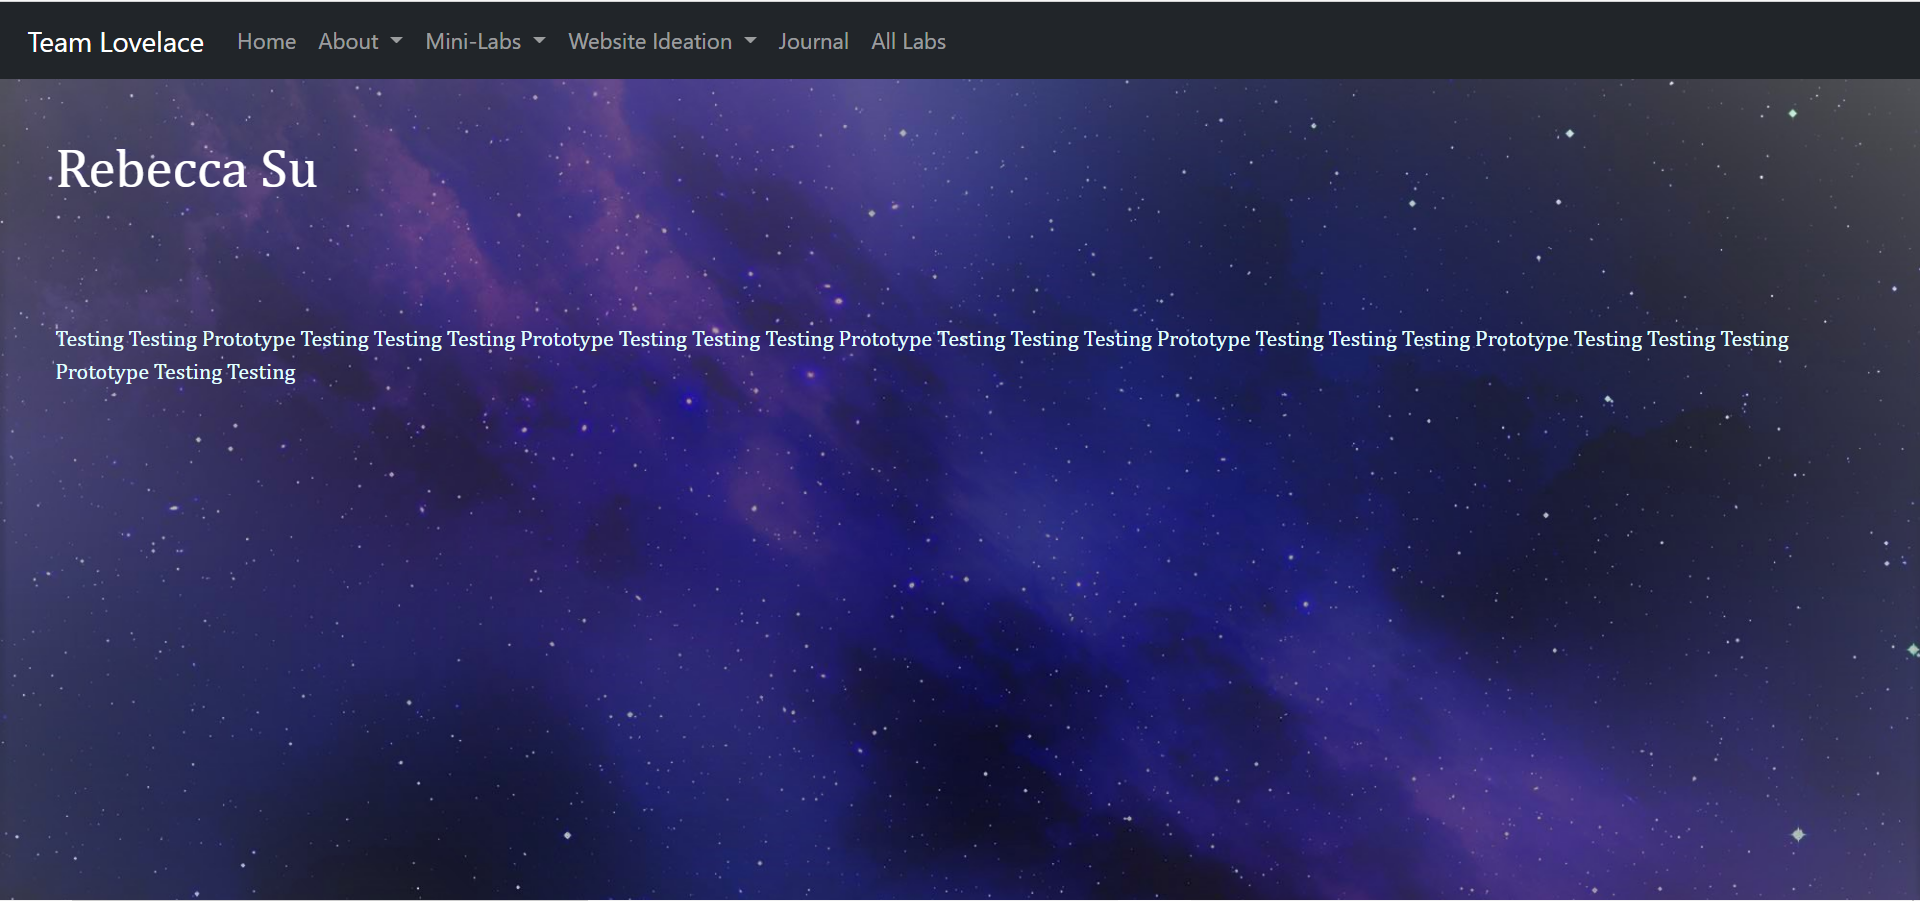 Team Lovelace Home About Mini-Labs Website Ideation Journal All Labs
Rebecca Su
Testing Testing Prototype Testing Testing Testing Prototype Testing Testing Testing Prototype Testing Testing Testing Prototype Testing Testing Testing Prototype Testing Testing Testing
Prototype Testing Testing